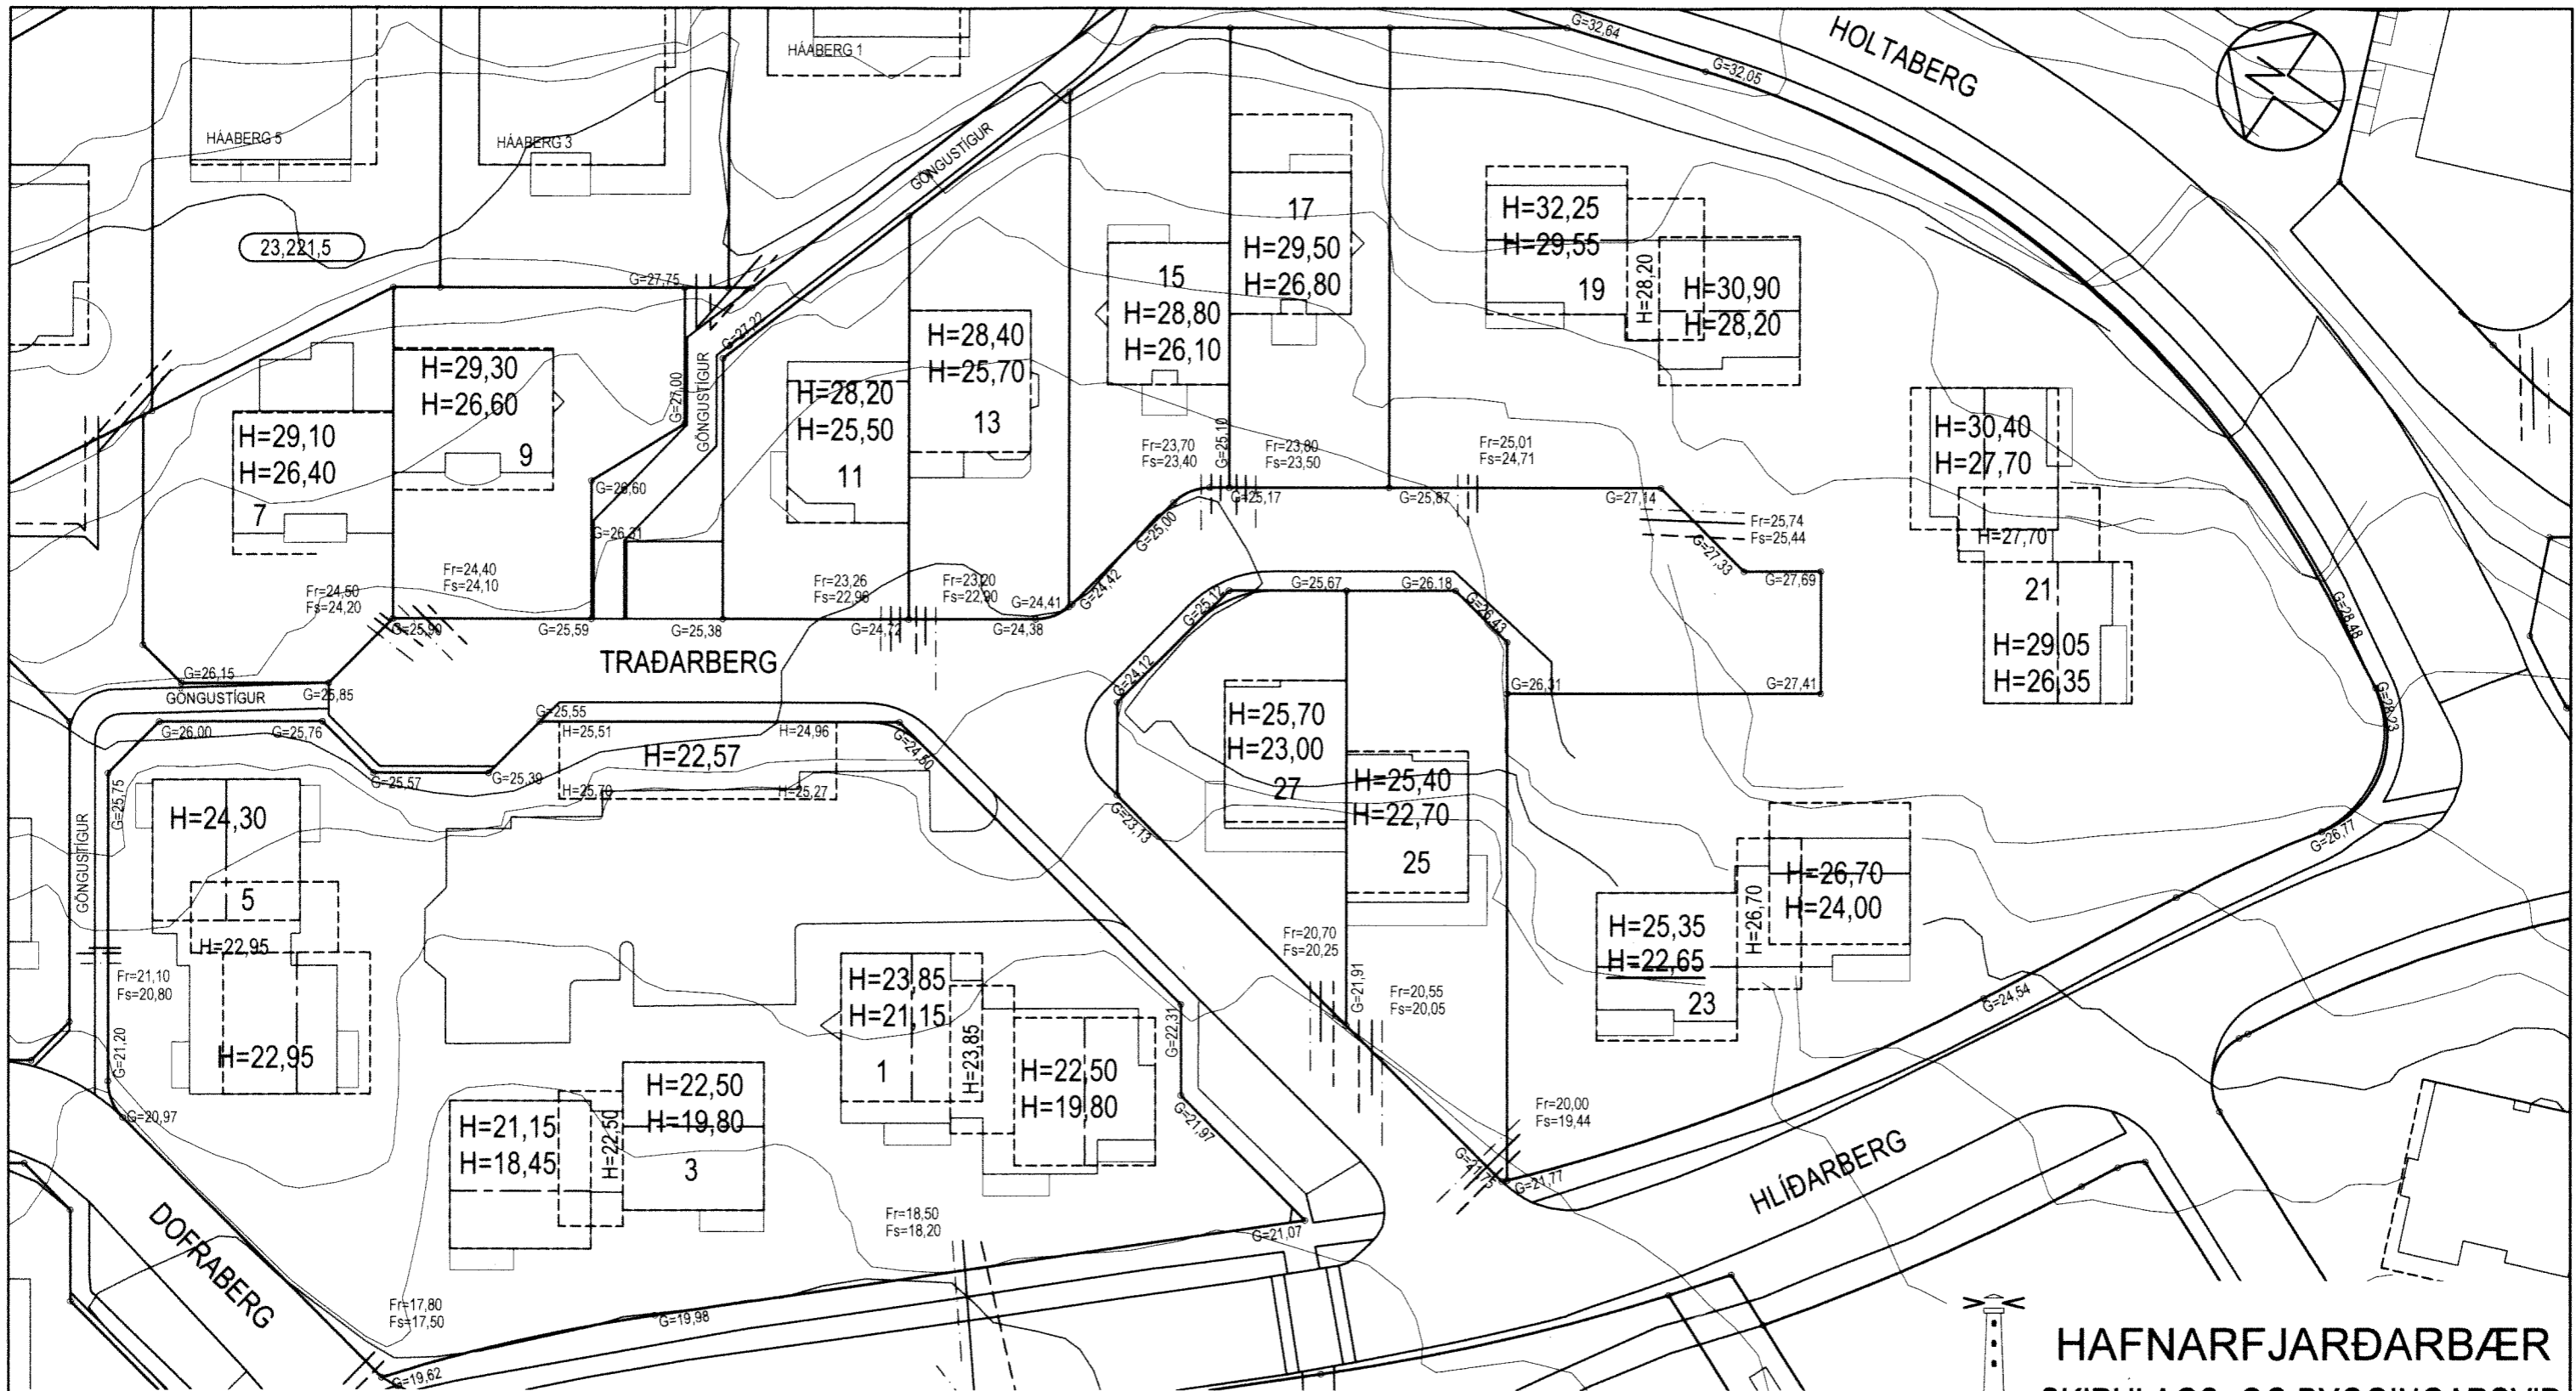 HÁABERG 5
HÁABERG 3
HÁABERG 1
G=32,64
G=32,05
HOLTABERG
23,221,5
GÖNGUSTÍGUR
G=27,75
G=27,22
G=27,00
GÖNGUSTÍGUR
G=26,60
G=26,31
H=29,10
H=26,40
7
H=29,30
H=26,60
9
H=28,20
H=25,50
11
H=28,40
H=25,70
13
15
H=28,80
H=26,10
17
H=29,50
H=26,80
H=32,25
H=29,55
19
H=28,20
H=30,90
H=28,20
H=30,40
H=27,70
H=27,70
21
H=29,05
H=26,35
Fr=24,50
Fs=24,20
Fr=24,40
Fs=24,10
Fr=23,26
Fs=22,96
Fr=23,20
Fs=22,90
Fr=23,70
Fs=23,40
G=25,10
Fr=23,80
Fs=23,50
Fr=25,01
Fs=24,71
Fr=25,74
Fs=25,44
G=25,90
G=25,59
G=25,38
G=24,72
G=24,38
G=24,41
G=24,42
G=25,00
G=25,17
G=25,87
G=27,14
G=27,33
G=27,69
G=27,41
G=26,31
G=26,43
G=26,18
G=25,67
G=25,12
G=24,12
G=23,13
G=28,48
G=28,23
G=26,77
G=24,54
TRAÐARBERG
G=26,15
GÖNGUSTÍGUR
G=25,85
G=26,00
G=25,76
G=25,57
G=25,39
G=25,55
H=25,51
H=24,96
H=22,57
H=25,70
H=25,27
G=24,50
G=25,75
GÖNGUSTÍGUR
H=24,30
5
H=22,95
H=22,95
Fr=21,10
Fs=20,80
G=21,20
G=20,97
H=25,70
H=23,00
27
H=25,40
H=22,70
25
Fr=20,70
Fs=20,25
G=21,91
Fr=20,55
Fs=20,05
H=25,35
H=22,65
23
H=26,70
H=26,70
H=24,00
H=23,85
H=21,15
1
H=23,85
H=22,50
H=19,80
G=22,31
G=21,97
H=21,15
H=18,45
H=22,50
H=22,50
H=19,80
3
Fr=20,00
Fs=19,44
G=21,75
G=21,77
HLÍÐARBERG
DOFRABERG
Fr=18,50
Fs=18,20
G=21,07
Fr=17,80
Fs=17,50
G=19,98
G=19,62
HAFNARFJARÐARBÆR